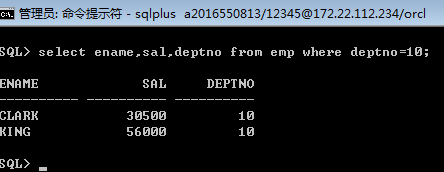 管理员: 命令提示符 - sqlplus  a2016550813/12345@172.22.112.234/orcl
SQL> select ename,sal,deptno from emp where deptno=10;
ENAME             SAL     DEPTNO
---------- ---------- ----------
CLARK           30500         10
KING            56000         10
SQL>